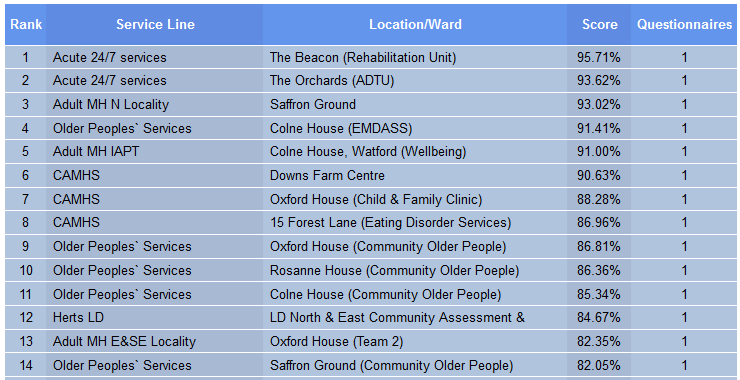 Rank Service Line Location/Ward Score Questionnaires
1 Acute 24/7 services The Beacon (Rehabilitation Unit) 95.71% 1
2 Acute 24/7 services The Orchards (ADTU) 93.62% 1
3 Adult MH N Locality Saffron Ground 93.02% 1
4 Older Peoples` Services Colne House (EMDASS) 91.41% 1
5 Adult MH IAPT Colne House, Watford (Wellbeing) 91.00% 1
6 CAMHS Downs Farm Centre 90.63% 1
7 CAMHS Oxford House (Child & Family Clinic) 88.28% 1
8 CAMHS 15 Forest Lane (Eating Disorder Services) 86.96% 1
9 Older Peoples` Services Oxford House (Community Older People) 86.81% 1
10 Older Peoples` Services Rosanne House (Community Older Poeple) 86.36% 1
11 Older Peoples` Services Colne House (Community Older People) 85.34% 1
12 Herts LD LD North & East Community Assessment & 84.67% 1
13 Adult MH E&SE Locality Oxford House (Team 2) 82.35% 1
14 Older Peoples` Services Saffron Ground (Community Older People) 82.05% 1